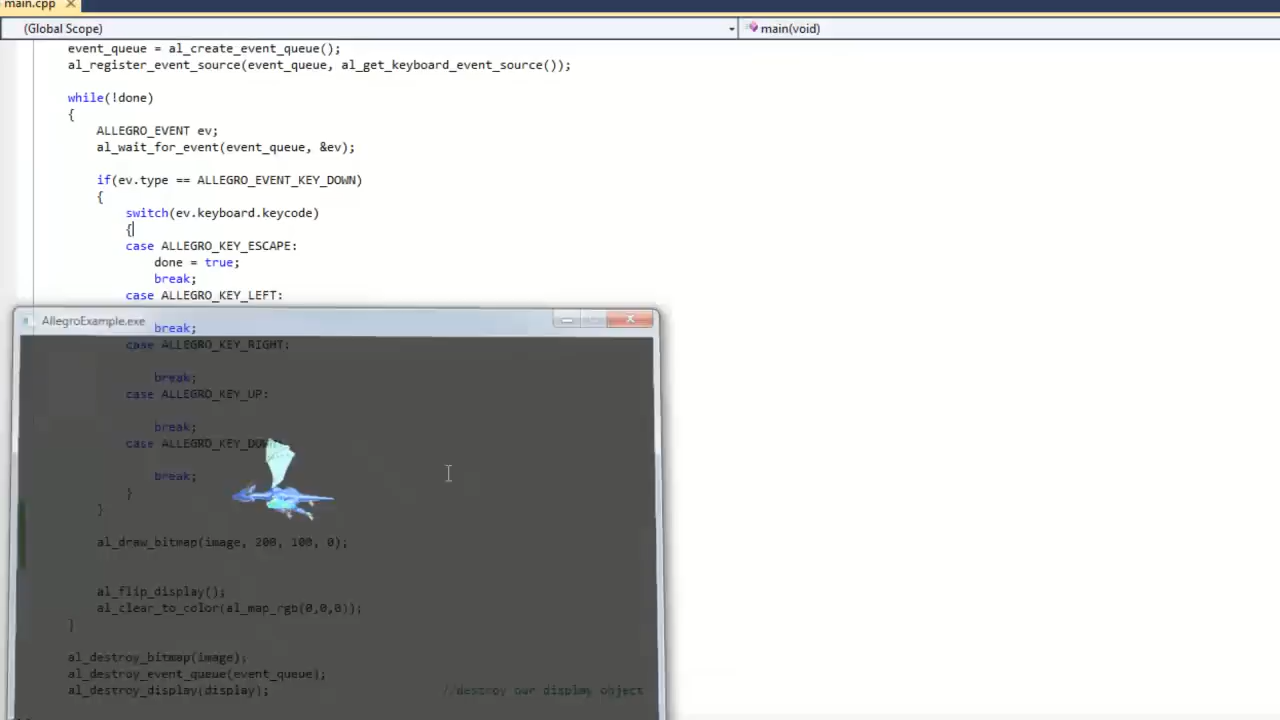 main.cpp
(Global Scope)
main(void)
event_queue = al_create_event_queue();
al_register_event_source(event_queue, al_get_keyboard_event_source());
while(!done)
{
ALLEGRO_EVENT ev;
al_wait_for_event(event_queue, &ev);
if(ev.type == ALLEGRO_EVENT_KEY_DOWN)
{
switch(ev.keyboard.keycode)
{
case ALLEGRO_KEY_ESCAPE:
done = true;
break;
case ALLEGRO_KEY_LEFT:
AllegroExample.exe
break;
case ALLEGRO_KEY_RIGHT:
break;
case ALLEGRO_KEY_UP:
break;
case ALLEGRO_KEY_DOWN:
break;
}
}
al_draw_bitmap(image, 200, 100, 0);
al_flip_display();
al_clear_to_color(al_map_rgb(0,0,0));
}
al_destroy_bitmap(image);
al_destroy_event_queue(event_queue);
al_destroy_display(display); //destroy our display object